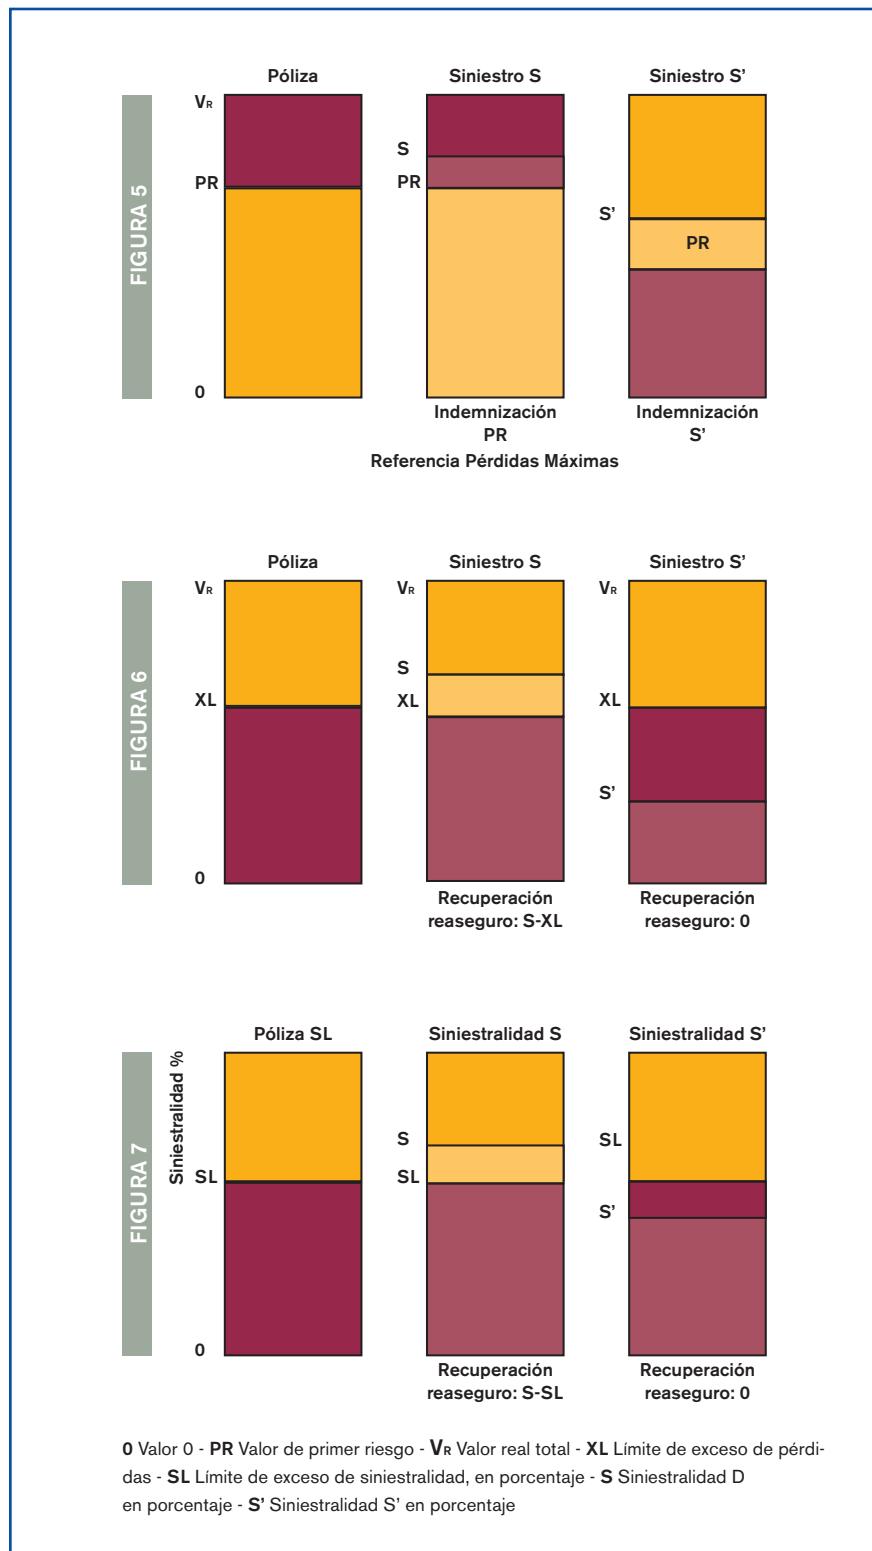 FIGURA 5
Póliza
Siniestro S
Siniestro S’
VR
PR
0
S
PR
S’
PR
Indemnización
PR
Indemnización
S’
Referencia Pérdidas Máximas
FIGURA 6
Póliza
Siniestro S
Siniestro S’
VR
XL
0
VR
S
XL
VR
XL
S’
Recuperación
reaseguro: S-XL
Recuperación
reaseguro: 0
FIGURA 7
Siniestralidad %
Póliza SL
Siniestralidad S
Siniestralidad S’
SL
0
S
SL
SL
S’
Recuperación
reaseguro: S-SL
Recuperación
reaseguro: 0
0 Valor 0 - PR Valor de primer riesgo - VR Valor real total - XL Límite de exceso de pérdi-
das - SL Límite de exceso de siniestralidad, en porcentaje - S Siniestralidad D
en porcentaje - S’ Siniestralidad S’ en porcentaje